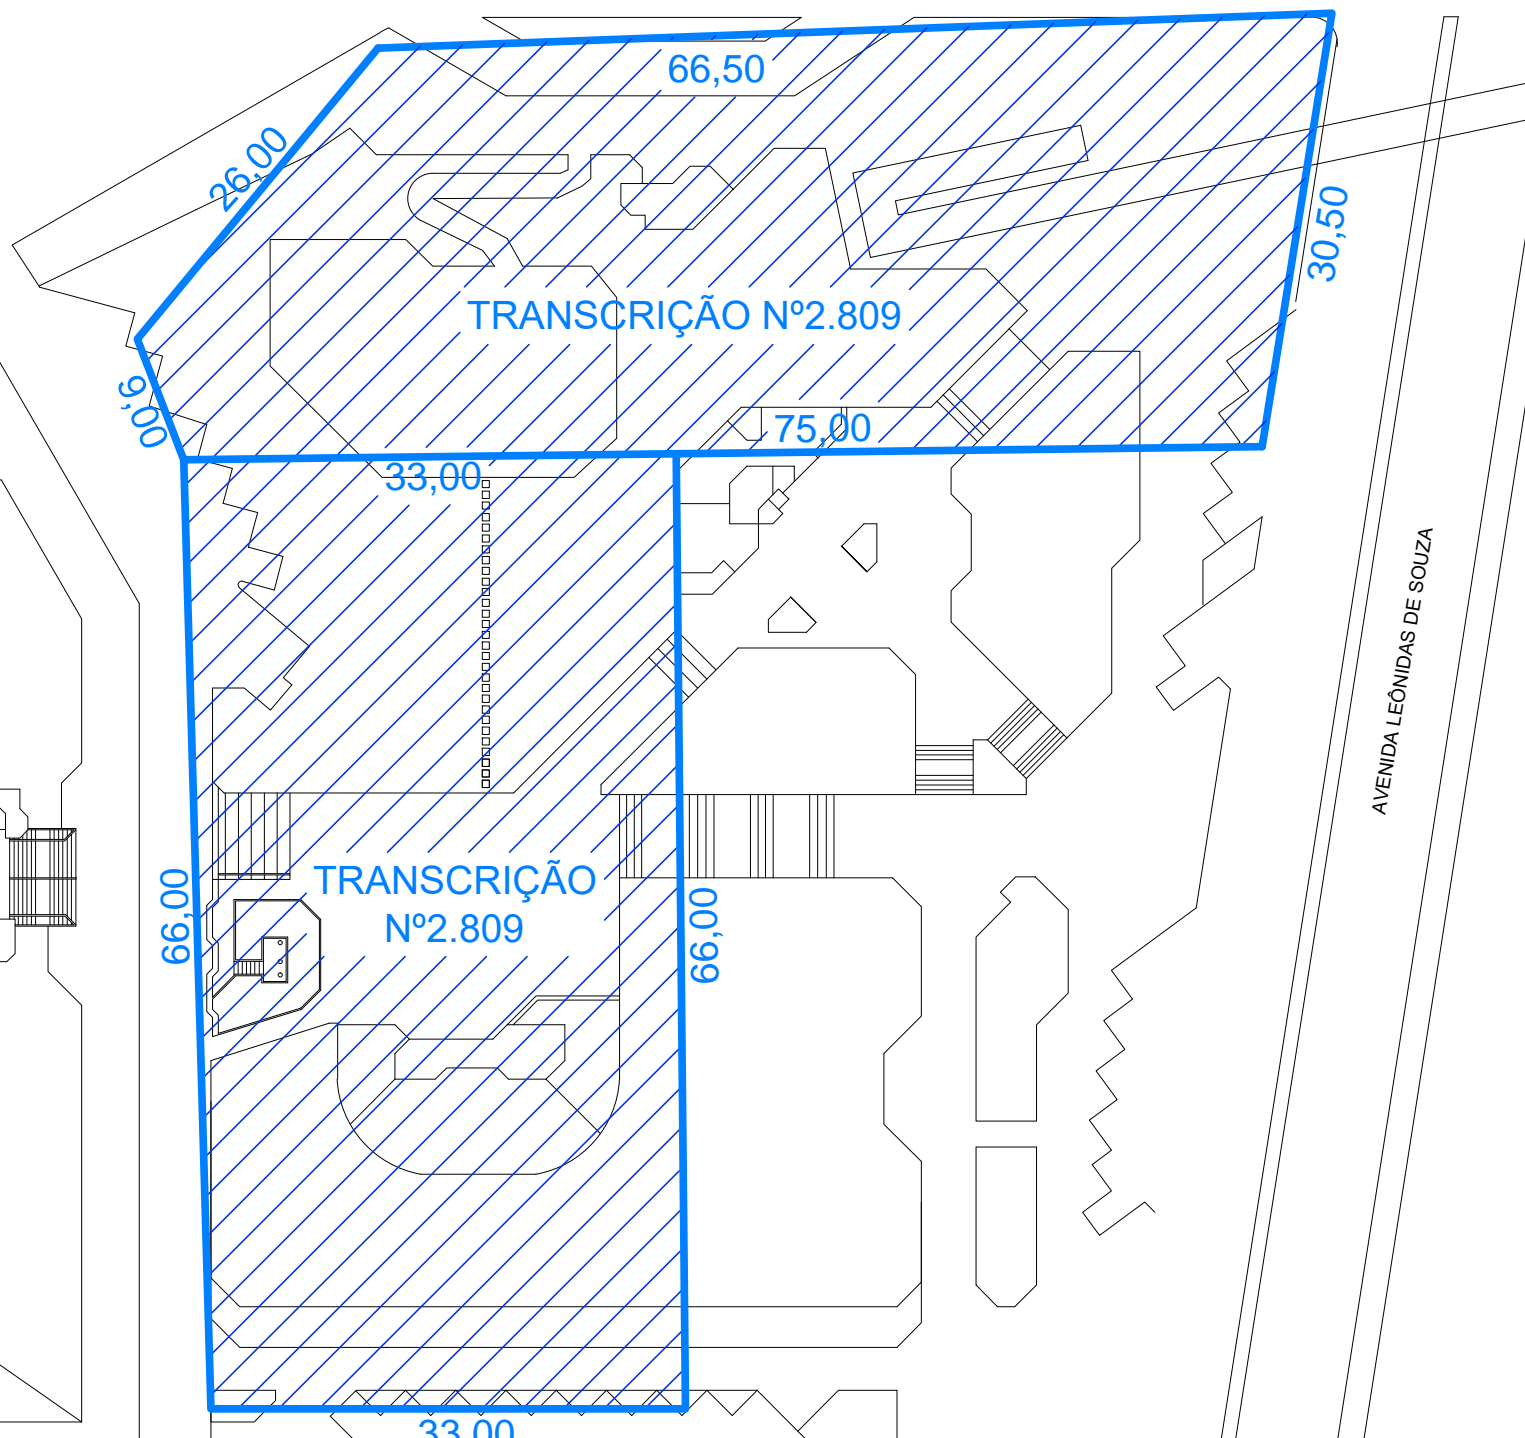 66,50
26,00
30,50
TRANSCRIÇÃO Nº2.809
9,00
75,00
33,00
AVENIDA LEÔNIDAS DE SOUZA
TRANSCRIÇÃO
Nº2.809
66,00
66,00
33,00